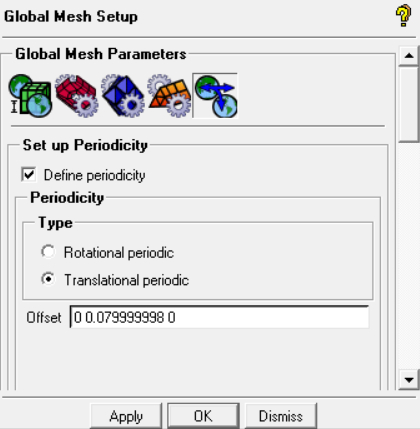 Global Mesh Setup
Global Mesh Parameters
Set up Periodicity
Define periodicity
Periodicity
Type
Rotational periodic
Translational periodic
Offset 0 0.079999998 0
Apply OK Dismiss